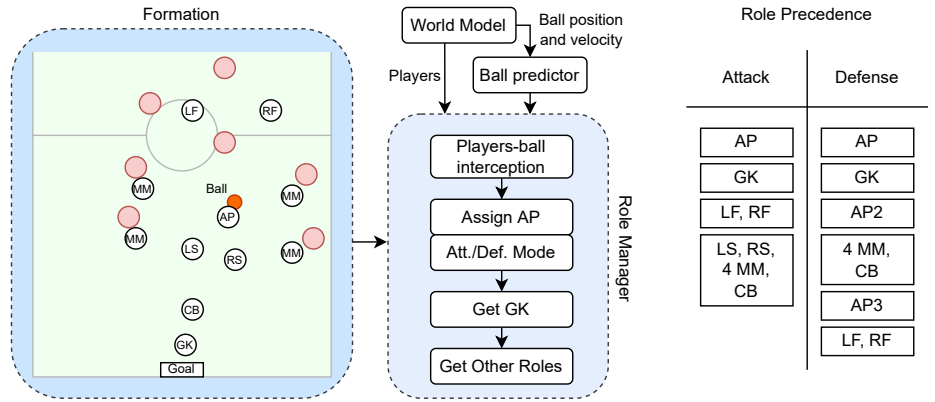 Formation
LF
RF
MM
Ball
MM
AP
MM
LS
RS
MM
CB
GK
Goal
World Model
Ball position
and velocity
Players
Ball predictor
Players-ball
interception
Assign AP
Att./Def. Mode
Get GK
Get Other Roles
Role Manager
Role Precedence
Attack
Defense
AP
AP
GK
GK
LF, RF
AP2
LS, RS,
4 MM,
CB
4 MM,
CB
AP3
LF, RF